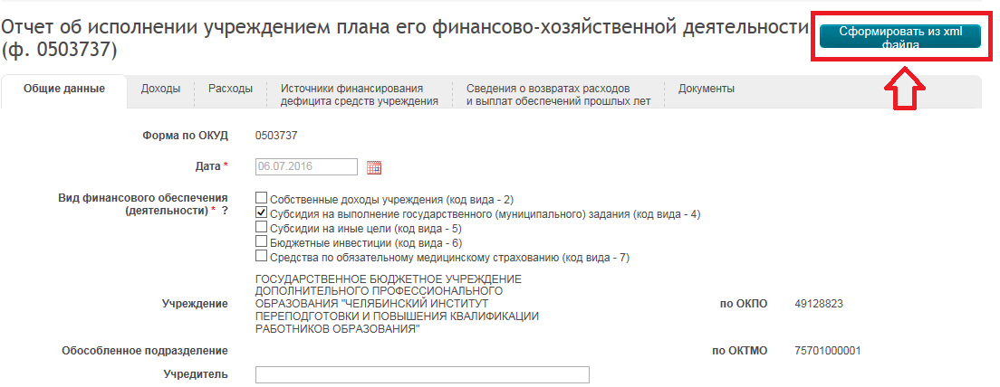 Отчет об исполнении учреждением плана его финансово-хозяйственной деятельности
(ф. 0503737)
Сформировать из xml
файла
Общие данные
Доходы
Расходы
Источники финансирования
дефицита средств учреждения
Сведения о возвратах расходов
и выплат обеспечений прошлых лет
Документы
Форма по ОКУД 0503737
Дата * 06.07.2016
Вид финансового обеспечения
(деятельности) * ?
Собственные доходы учреждения (код вида - 2)
Субсидия на выполнение государственного (муниципального) задания (код вида - 4)
Субсидии на иные цели (код вида - 5)
Бюджетные инвестиции (код вида - 6)
Средства по обязательному медицинскому страхованию (код вида - 7)
Учреждение
ГОСУДАРСТВЕННОЕ БЮДЖЕТНОЕ УЧРЕЖДЕНИЕ
ДОПОЛНИТЕЛЬНОГО ПРОФЕССИОНАЛЬНОГО
ОБРАЗОВАНИЯ "ЧЕЛЯБИНСКИЙ ИНСТИТУТ
ПЕРЕПОДГОТОВКИ И ПОВЫШЕНИЯ КВАЛИФИКАЦИИ
РАБОТНИКОВ ОБРАЗОВАНИЯ"
по ОКПО 49128823
Обособленное подразделение
по ОКТМО 75701000001
Учредитель